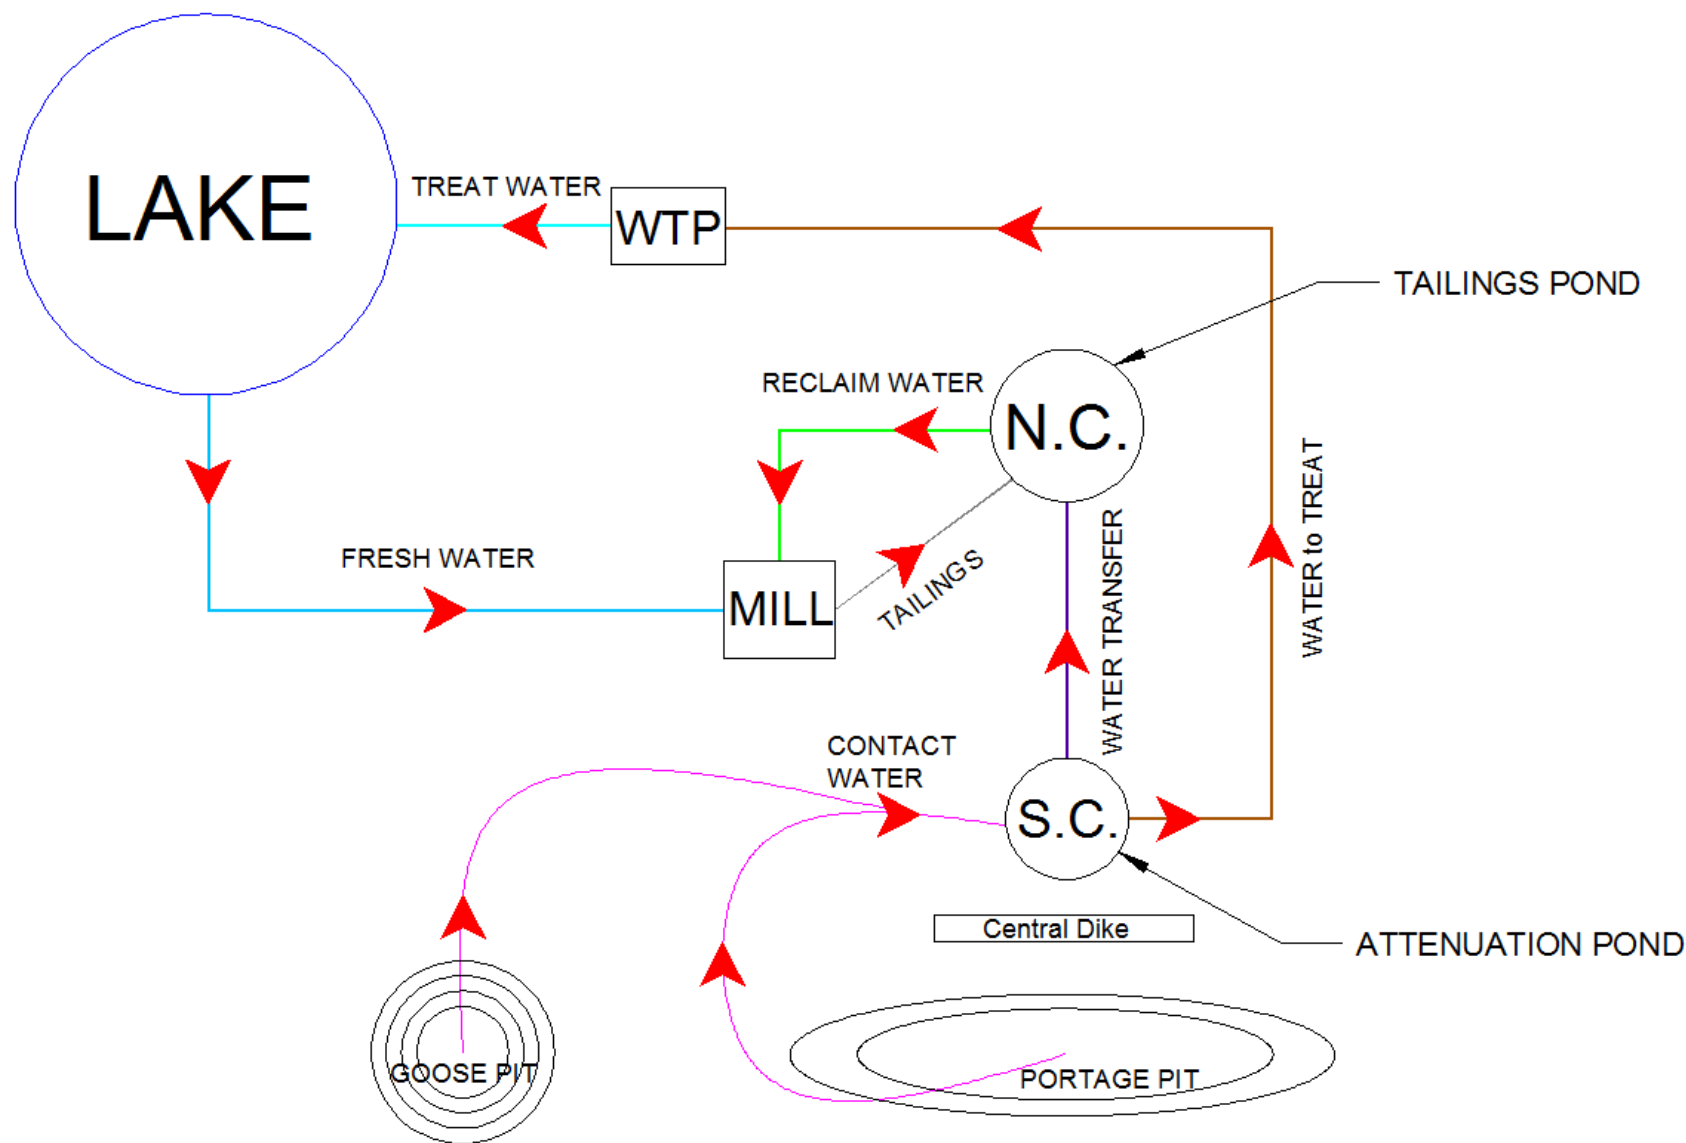 LAKE
TREAT WATER
WTP
TAILINGS POND
RECLAIM WATER
N.C.
WATER to TREAT
FRESH WATER
MILL
TAILINGS
WATER TRANSFER
CONTACT
WATER
S.C.
Central Dike
ATTENUATION POND
GOOSE PIT
PORTAGE PIT